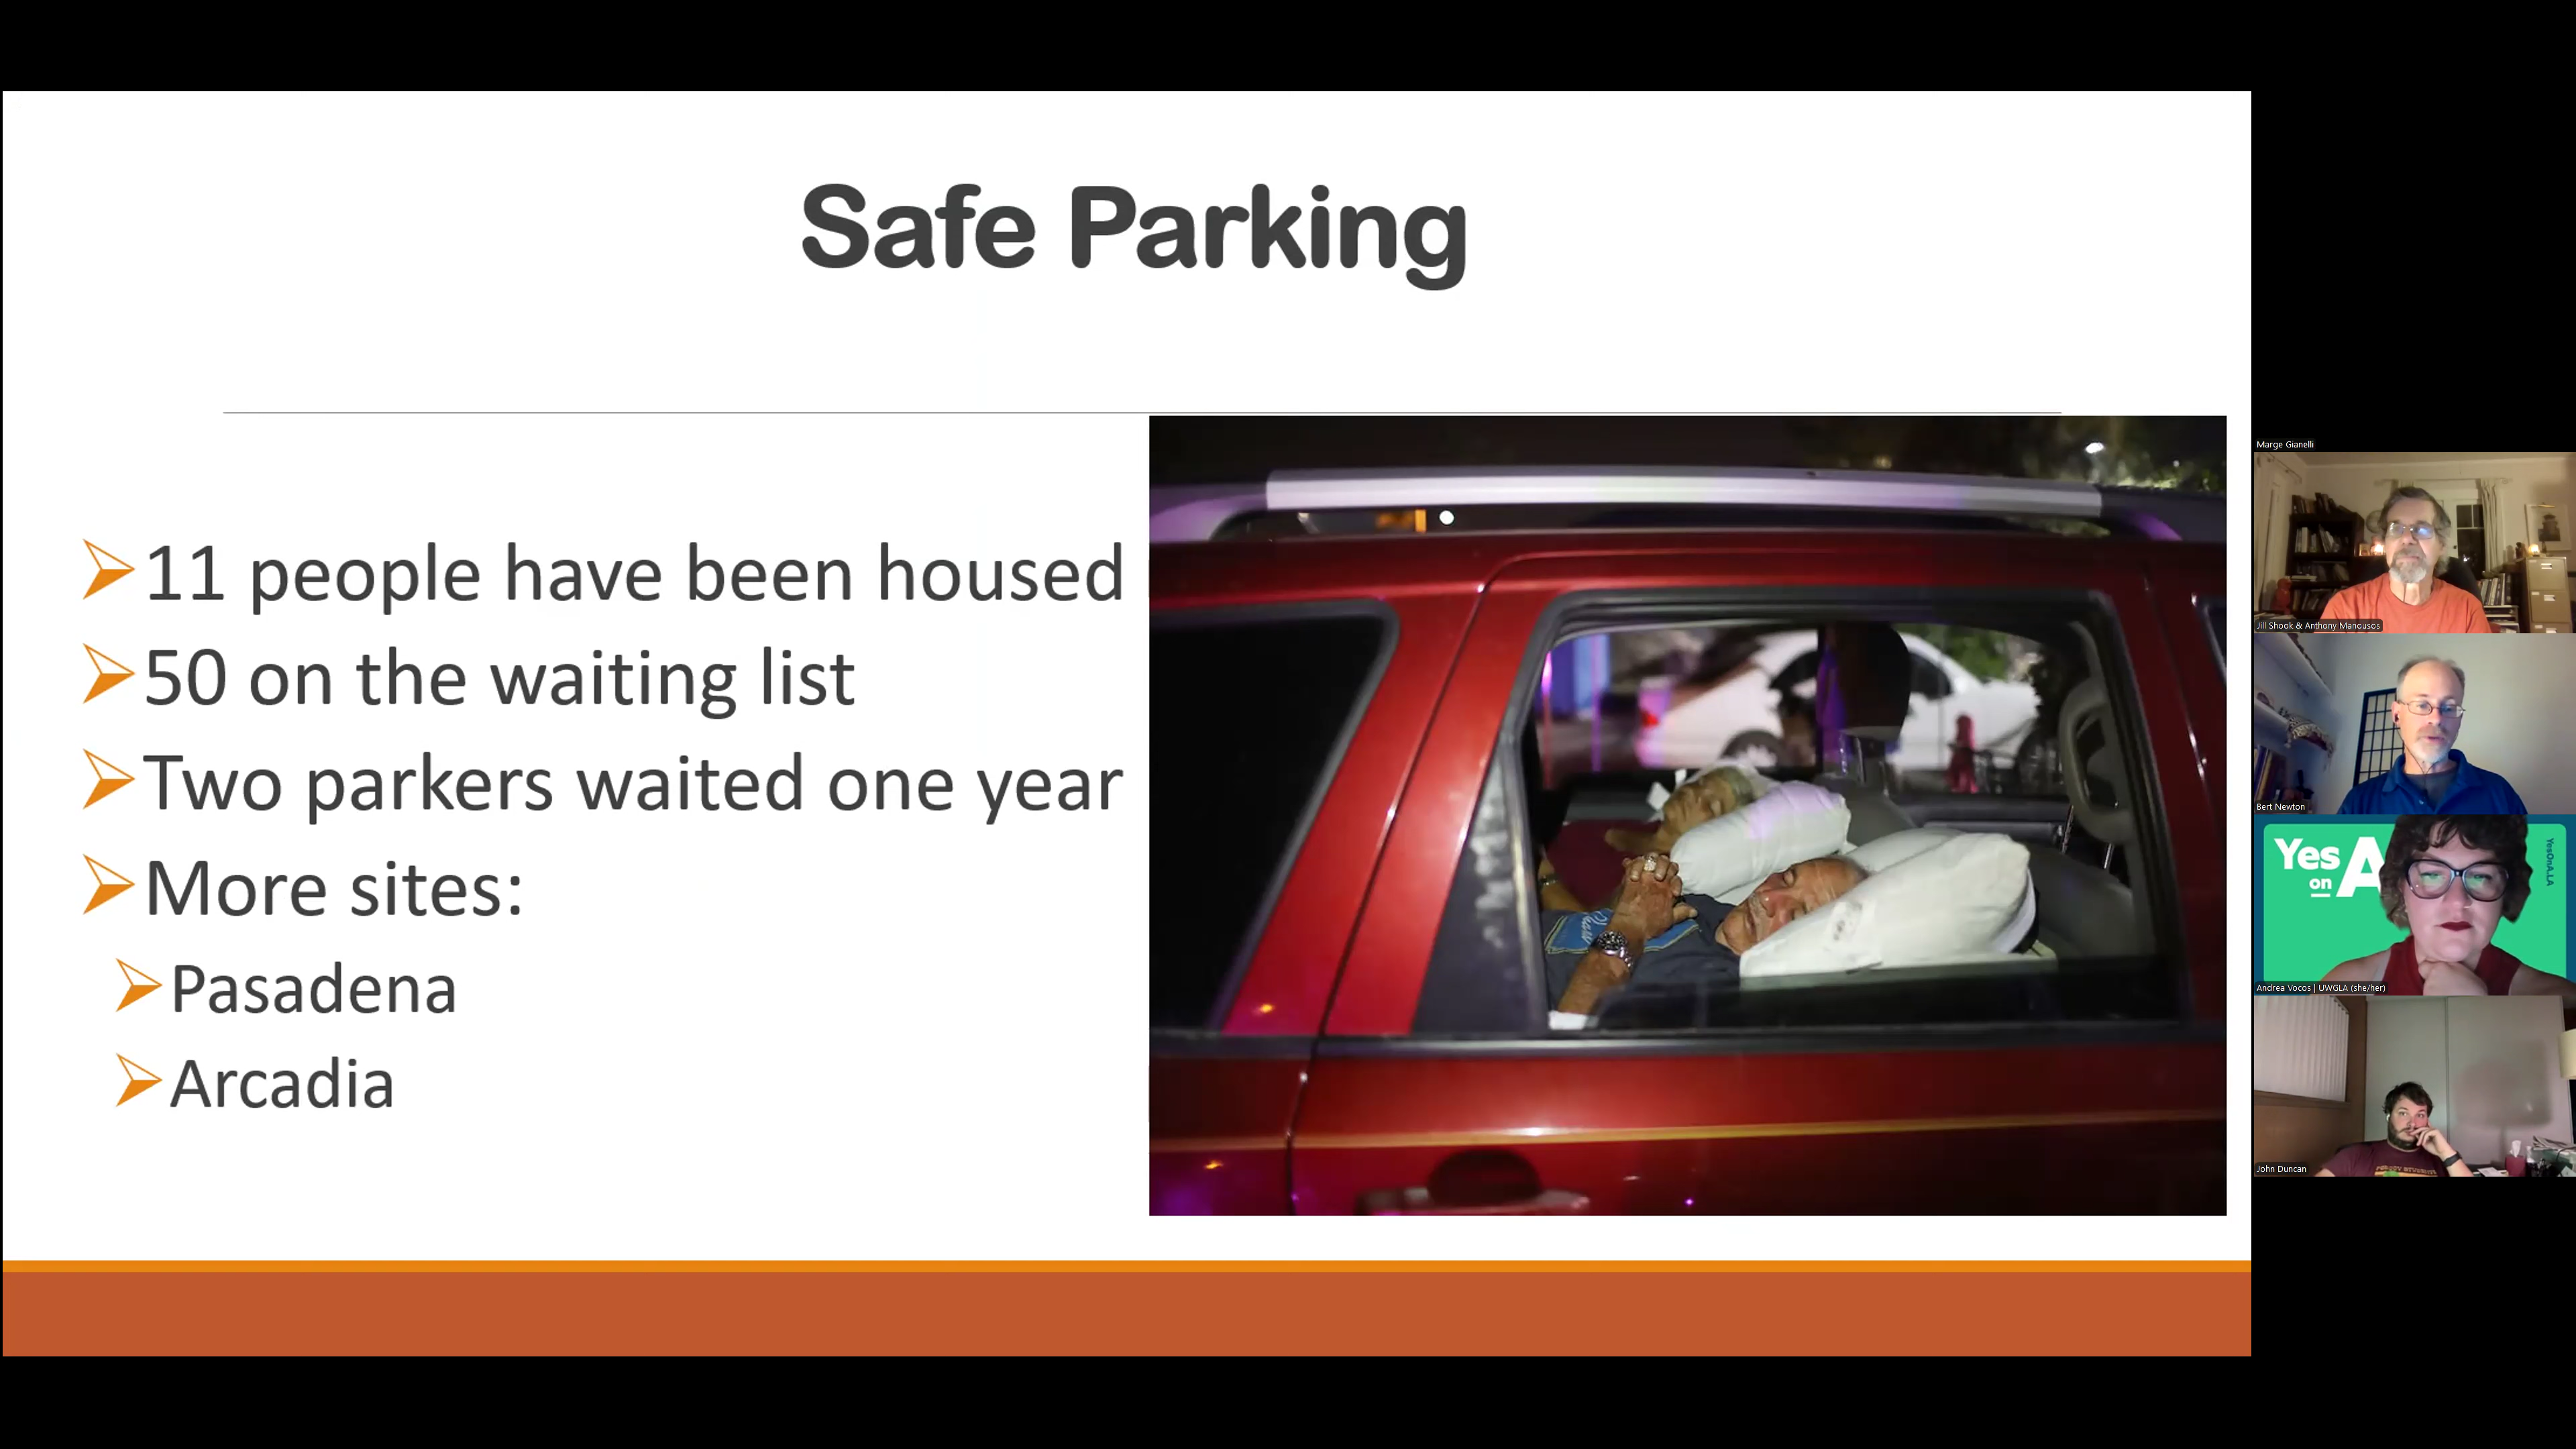 Safe Parking
11 people have been housed
50 on the waiting list
Two parkers waited one year
More sites:
Pasadena
Arcadia
Marge Gianelli
Jill Shook & Anthony Manousos
Bert Newton
Yes
on A
YesOnA.LA
Andrea Vocos | UWGLA (she/her)
John Duncan